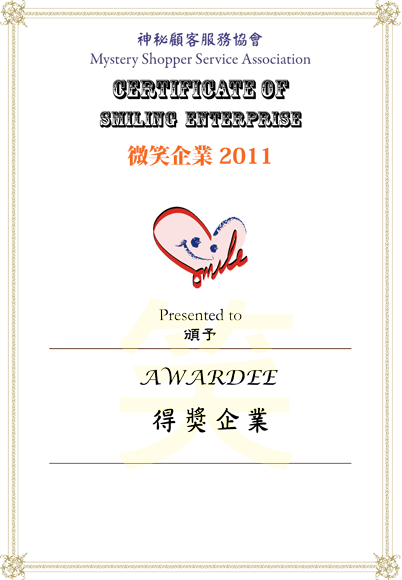 神秘顧客服務協會
Mystery Shopper Service Association
CERTIFICATE OF
SMILING ENTERPRISE
微笑企業 2011
Smile
笑
Presented to
頒予
AWARDEE
得獎企業